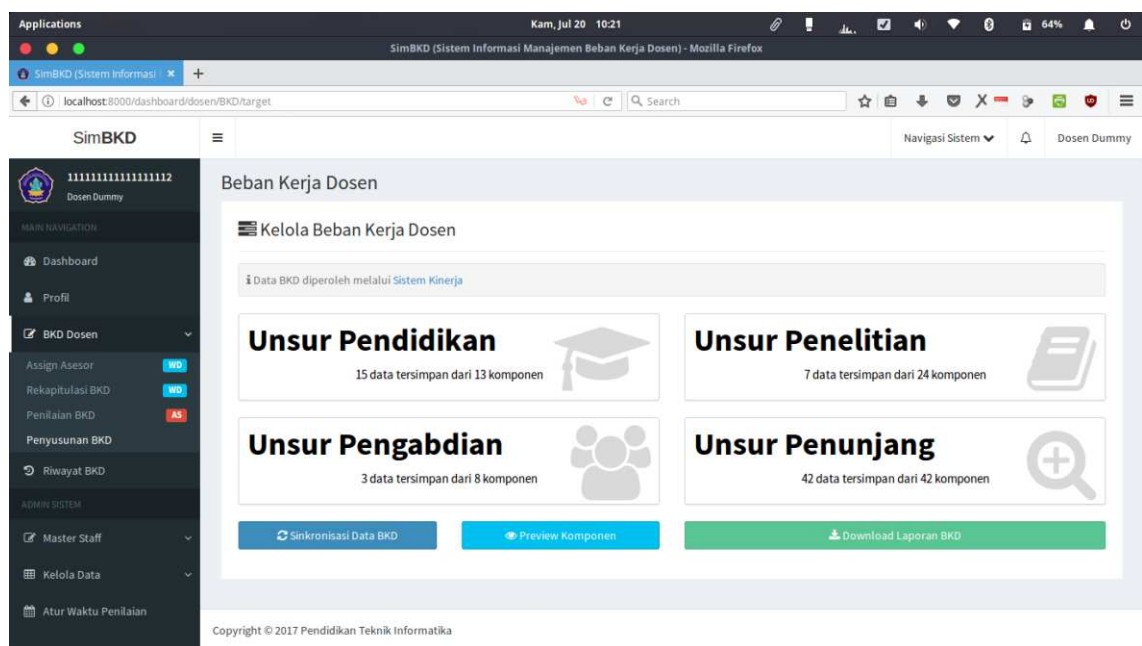 Applications
Kam, Jul 20 10:21
64%
SimBKD (Sistem Informasi Manajemen Beban Kerja Dosen) - Mozilla Firefox
SimBKD (Sistem Informasi
localhost:8000/dashboard/dosen/BKD/target
Search
SimBKD
Navigasi Sistem
Dosen Dummy
111111111111111112
Dosen Dummy
MAIN NAVIGATION
Dashboard
Profil
BKD Dosen
Assign Asesor WD
Rekapitulasi BKD WD
Penilaian BKD AS
Penyusunan BKD
Riwayat BKD
ADMIN SISTEM
Master Staff
Kelola Data
Atur Waktu Penilaian
Beban Kerja Dosen
Kelola Beban Kerja Dosen
Data BKD diperoleh melalui Sistem Kinerja
Unsur Pendidikan
15 data tersimpan dari 13 komponen
Unsur Penelitian
7 data tersimpan dari 24 komponen
Unsur Pengabdian
3 data tersimpan dari 8 komponen
Unsur Penunjang
42 data tersimpan dari 42 komponen
Sinkronisasi Data BKD
Preview Komponen
Download Laporan BKD
Copyright © 2017 Pendidikan Teknik Informatika